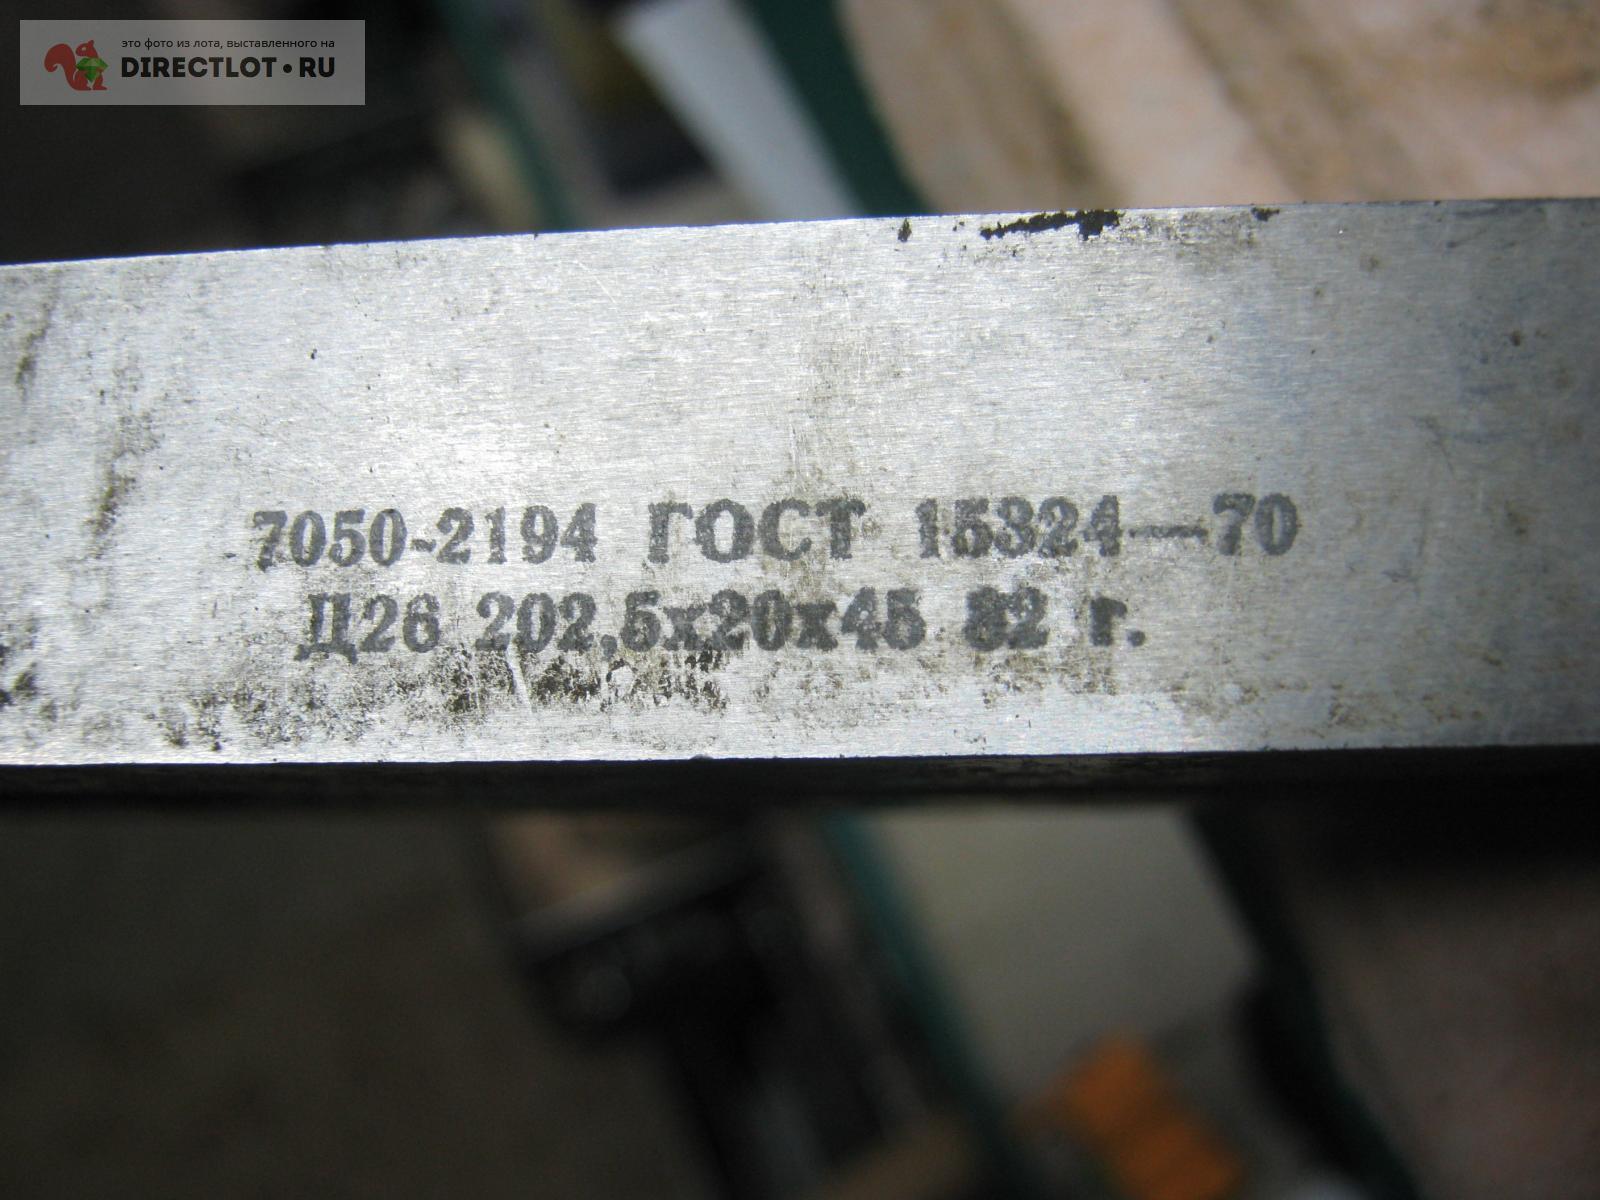 это фото из лота, выставленного на
DIRECTLOT•RU
7050-2194 ГОСТ 15324—70
Д26 202,5х20х45 82 г.